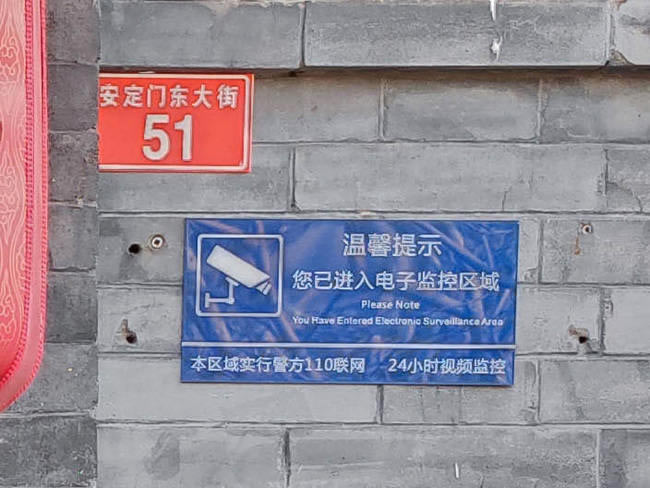 安定门东大街
51
温馨提示
您已进入电子监控区域
Please Note
You Have Entered Electronic Surveillance Area
本区域实行警方110联网 24小时视频监控